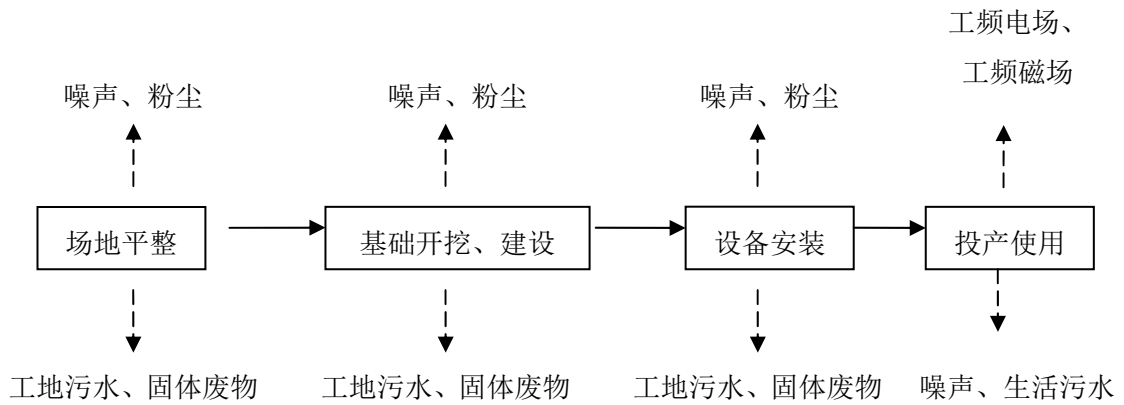 工频电场、
工频磁场
噪声、粉尘
噪声、粉尘
噪声、粉尘
场地平整
基础开挖、建设
设备安装
投产使用
工地污水、固体废物
工地污水、固体废物
工地污水、固体废物
噪声、生活污水